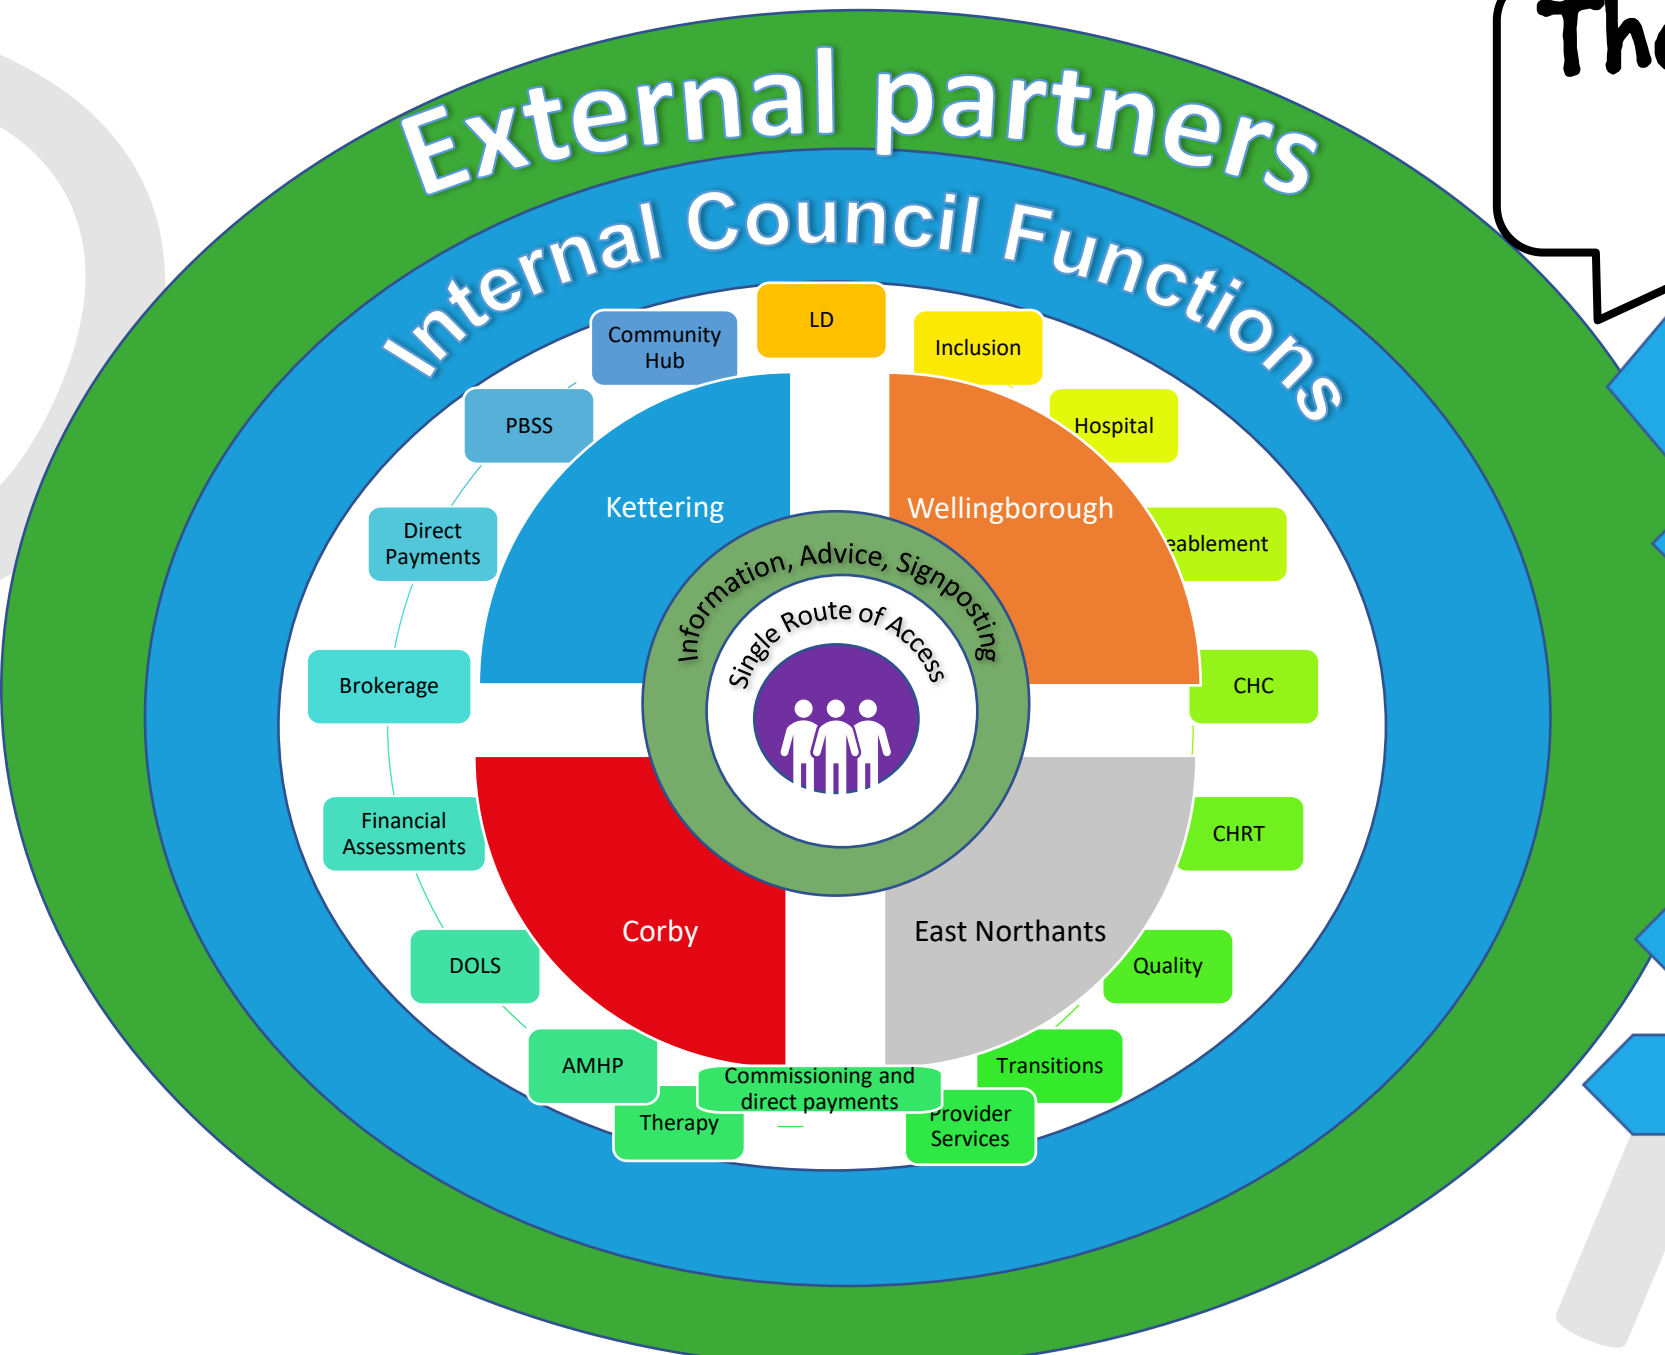 External partners
Internal Council Functions
LD
Inclusion
Hospital
CHC
CHRT
Quality
Transitions
Provider
Services
Commissioning and
direct payments
Therapy
AMHP
DOLS
Financial
Assessments
Brokerage
Direct
Payments
PBSS
Community
Hub
Kettering
Wellingborough
Corby
East Northants
Information, Advice, Signposting
Single Route of Access